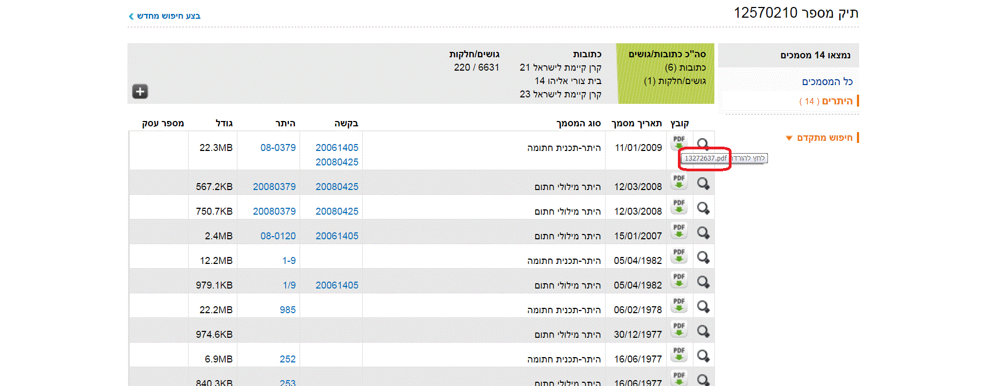 תיק מספר 12570210
בצע חיפוש מחדש
נמצאו 14 מסמכים
כל המסמכים
היתרים ( 14 )
חיפוש מתקדם
סה"כ כתובות/גושים
כתובות (6)
גושים/חלקות (1)
כתובות
קרן קיימת לישראל 21
בית צורי אליהו 14
קרן קיימת לישראל 23
גושים/חלקות
6631 / 220
קובץ תאריך מסמך סוג המסמך בקשה היתר גודל מספר עסק
PDF 11/01/2009 היתר-תכנית חתומה 20061405 08-0379 22.3MB
20080425
לחץ להורדה 13272637.pdf
PDF 12/03/2008 היתר מילולי חתום 20080425 20080379 567.2KB
PDF 12/03/2008 היתר מילולי חתום 20080425 20080379 750.7KB
PDF 15/01/2007 היתר מילולי חתום 20061405 08-0120 2.4MB
PDF 05/04/1982 היתר-תכנית חתומה 1-9 12.2MB
PDF 05/04/1982 היתר מילולי חתום 20061405 1/9 979.1KB
PDF 06/02/1978 היתר-תכנית חתומה 985 22.2MB
PDF 30/12/1977 היתר מילולי חתום 974.6KB
PDF 16/06/1977 היתר-תכנית חתומה 252 6.9MB
PDF 16/06/1977 היתר מילולי חתום 253 840.3KB